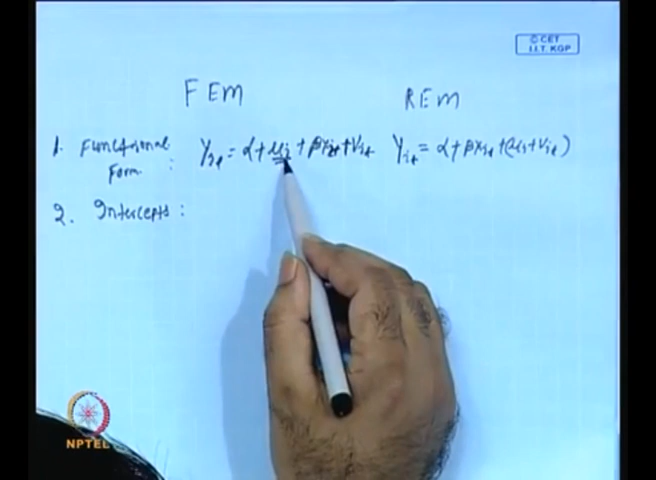 © CET
I.I.T. KGP
FEM REM
1. Functional Form : Yit = α + μi + βxit + Vit Yit = α + βxit + (μi + Vit)
2. Intercepts :
NPTEL